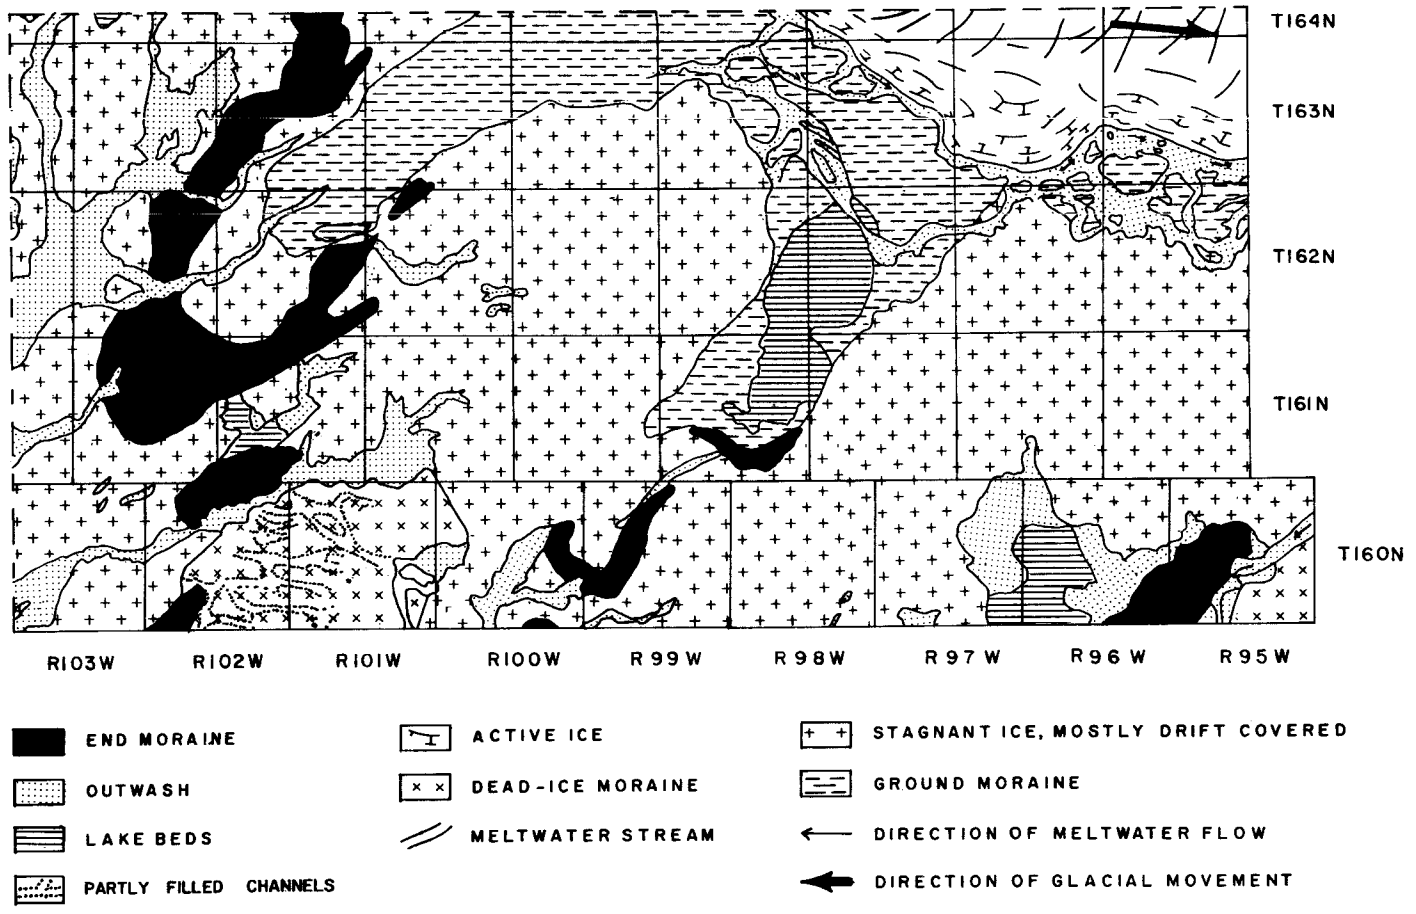 T164N
T163N
T162N
T161N
T160N
R103W R102W R101W R100W R99W R98W R97W R96W R95W
END MORAINE ACTIVE ICE STAGNANT ICE, MOSTLY DRIFT COVERED
OUTWASH DEAD-ICE MORAINE GROUND MORAINE
LAKE BEDS MELTWATER STREAM DIRECTION OF MELTWATER FLOW
PARTLY FILLED CHANNELS DIRECTION OF GLACIAL MOVEMENT